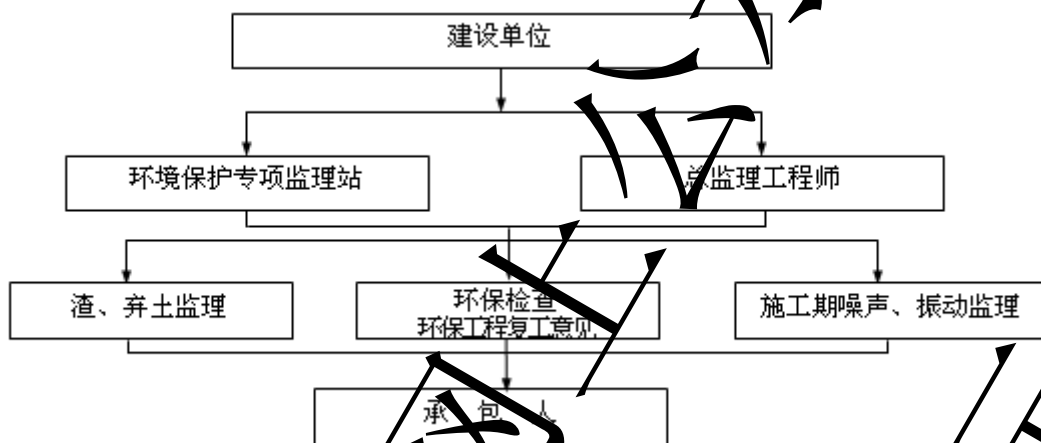 建设单位
环境保护专项监理站
总监理工程师
渣、弃土监理
环保检查
环保工程复工意见
施工期噪声、振动监理
承 包 人